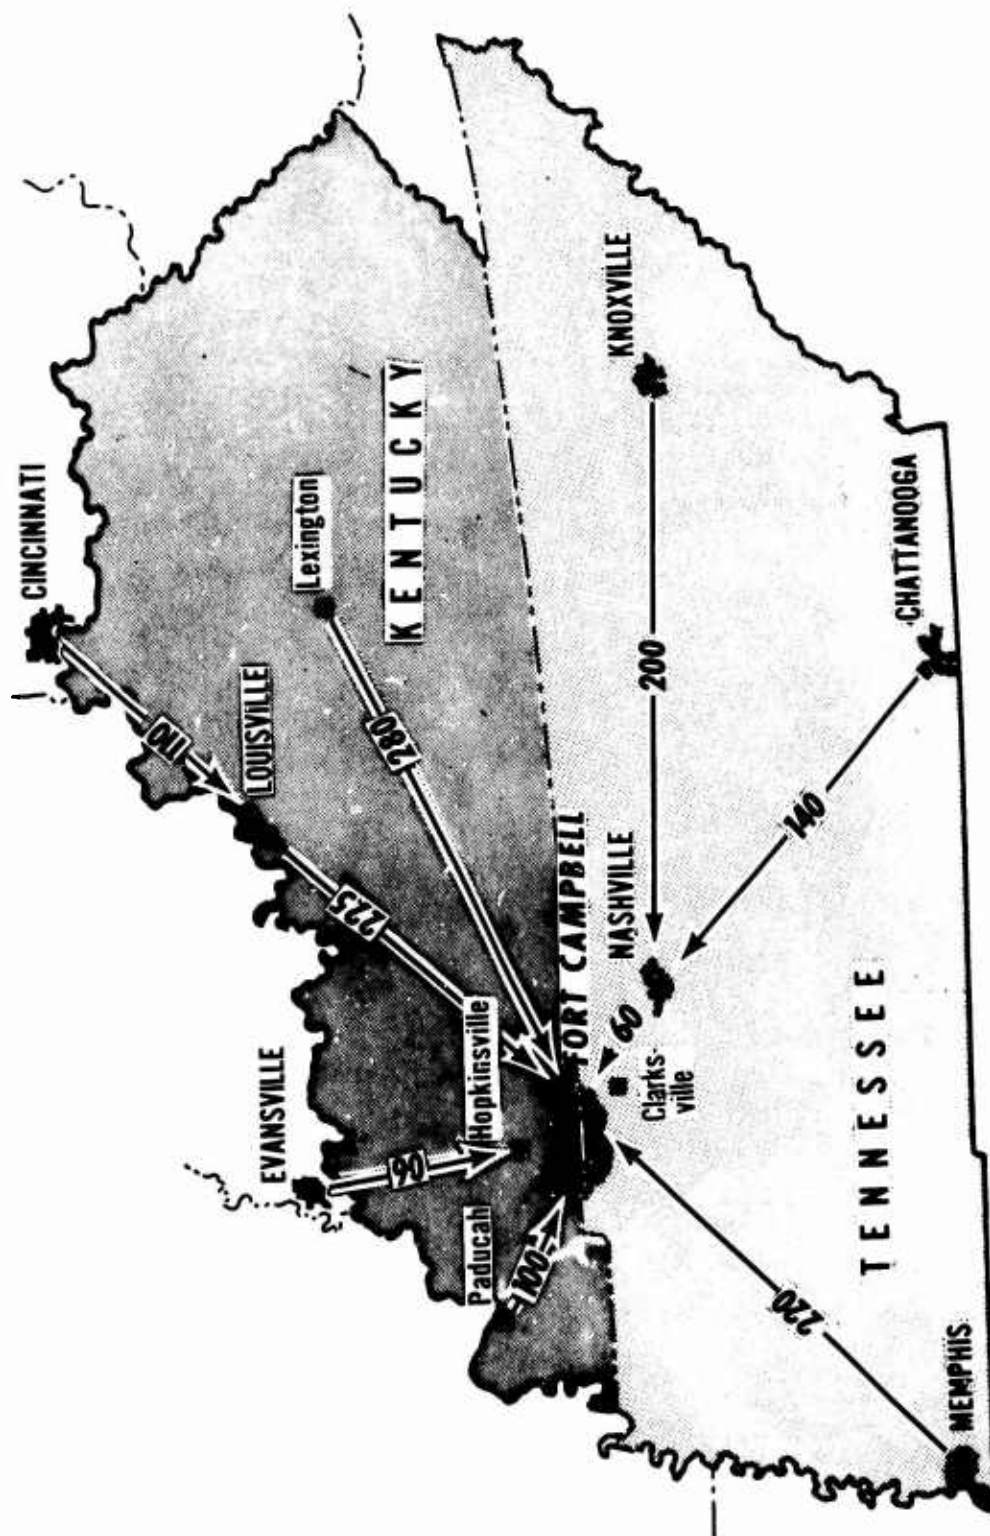 CINCINNATI
110
LOUISVILLE
Lexington
225
280
KENTUCKY
EVANSVILLE
90
Hopkinsville
Paducah
100
FORT CAMPBELL
KNOXVILLE
200
NASHVILLE
60
Clarks-
ville
140
CHATTANOOGA
TENNESSEE
220
MEMPHIS